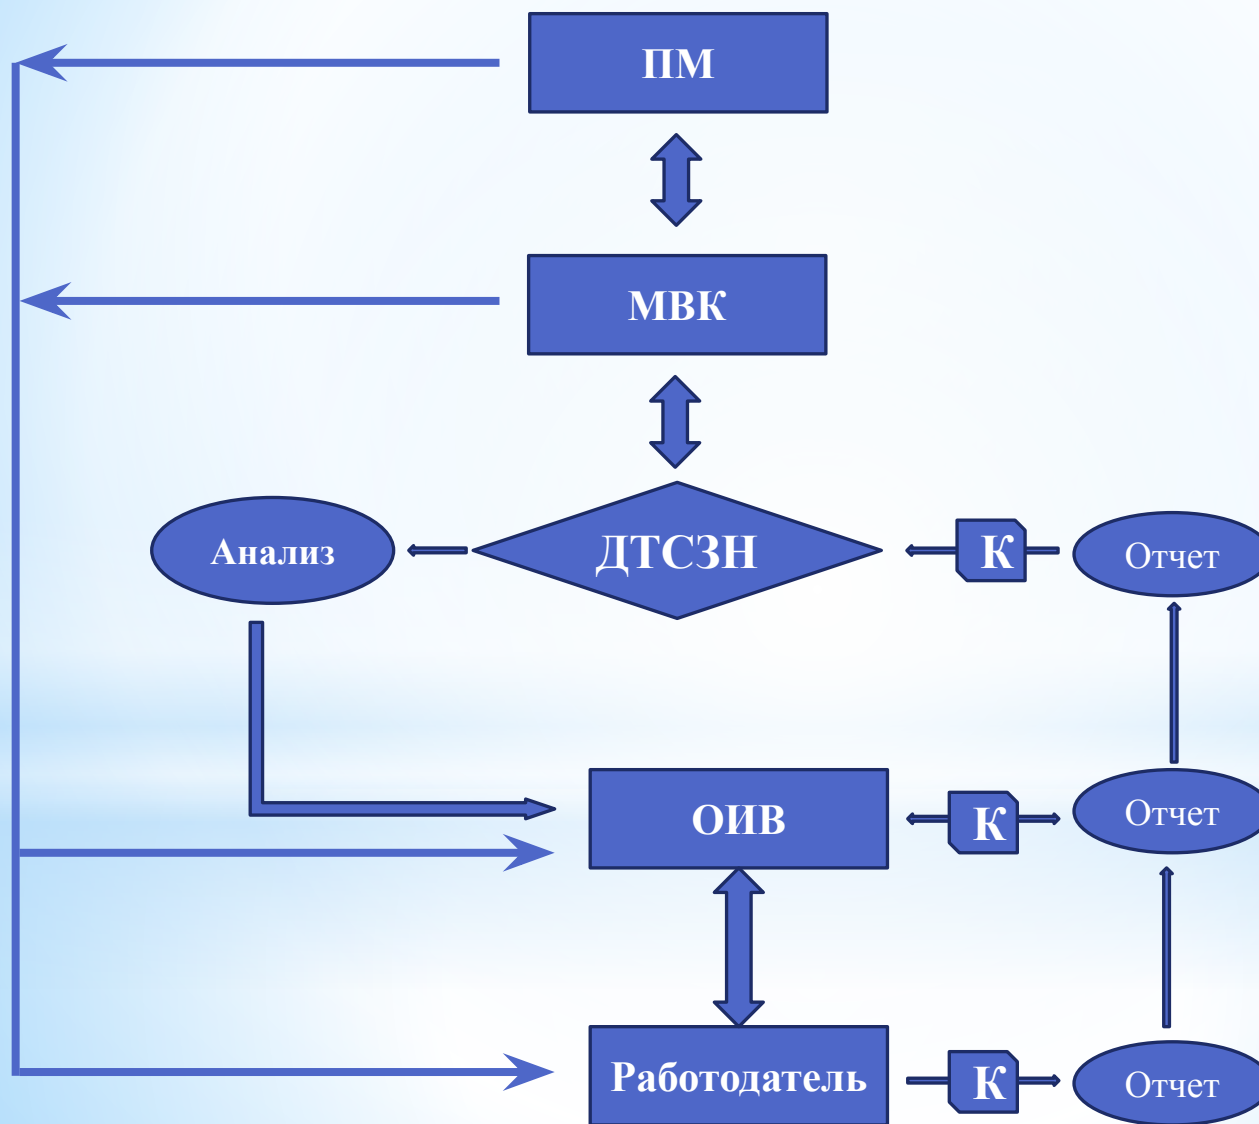 ПМ
МВК
Анализ
ДТСЗН
К
Отчет
ОИВ
К
Отчет
Работодатель
К
Отчет